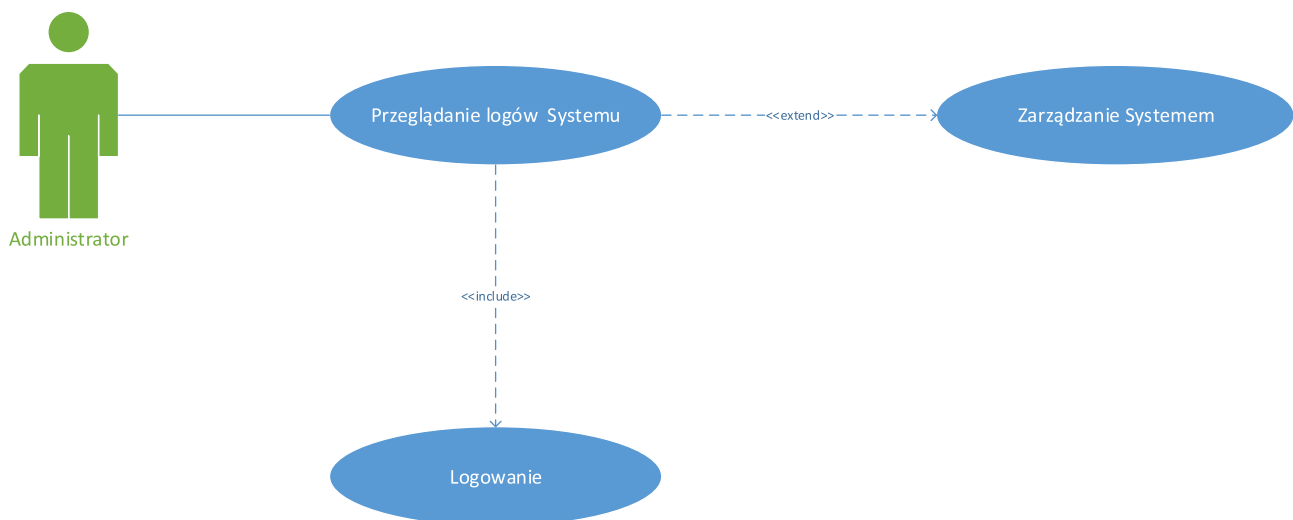 Przeglądanie logów  Systemu
<<extend>>
Zarządzanie Systemem
Administrator
<<include>>
Logowanie